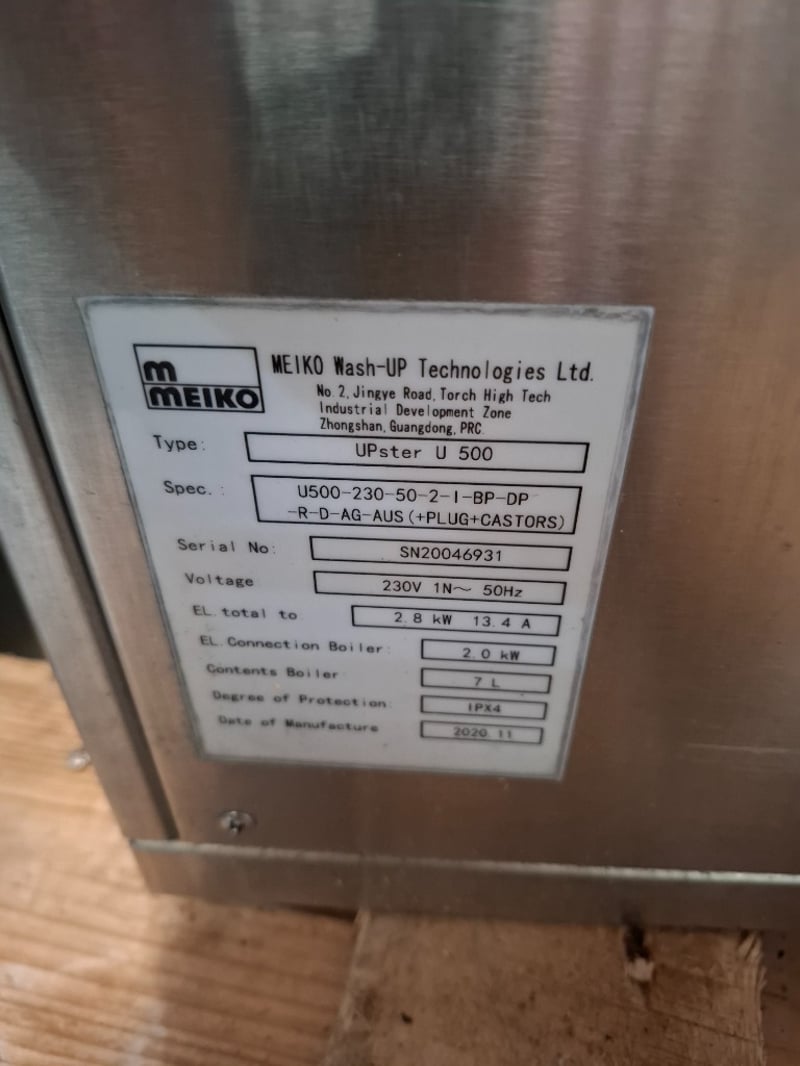 m
MEIKO
MEIKO Wash-UP Technologies Ltd.
No.2,Jingye Road,Torch High Tech
Industrial Development Zone
Zhongshan,Guangdong,PRC.
Type: UPster U 500
Spec.: U500-230-50-2-I-BP-DP
-R-D-AG-AUS(+PLUG+CASTORS)
Serial No: SN20046931
Voltage 230V 1N～ 50Hz
EL.total to 2.8 kW 13.4 A
EL.Connection Boiler: 2.0 kW
Contents Boiler 7 L
Degree of Protection IPX4
Date of Manufacture 2020.11